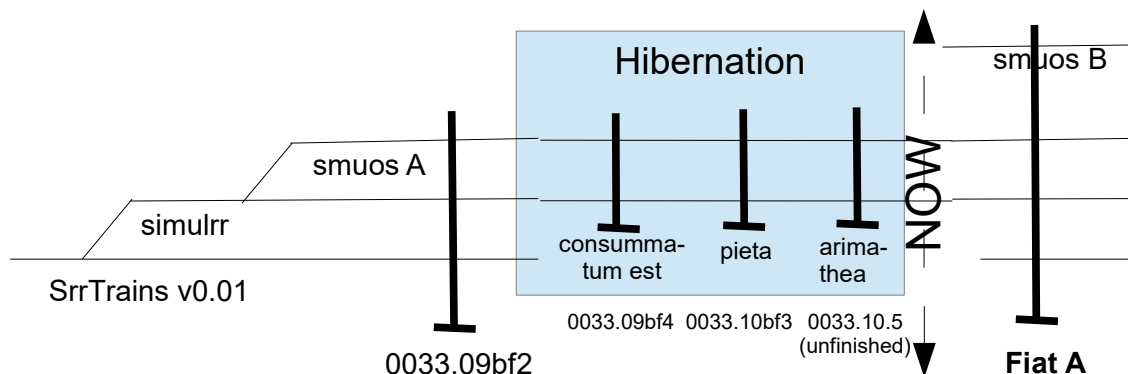 Hibernation
smuos B
smuos A
simulrr
SrrTrains v0.01
NOW
consumma-
tum est
pieta
arima-
thea
0033.09bf4
0033.10bf3
0033.10.5
(unfinished)
0033.09bf2
Fiat A